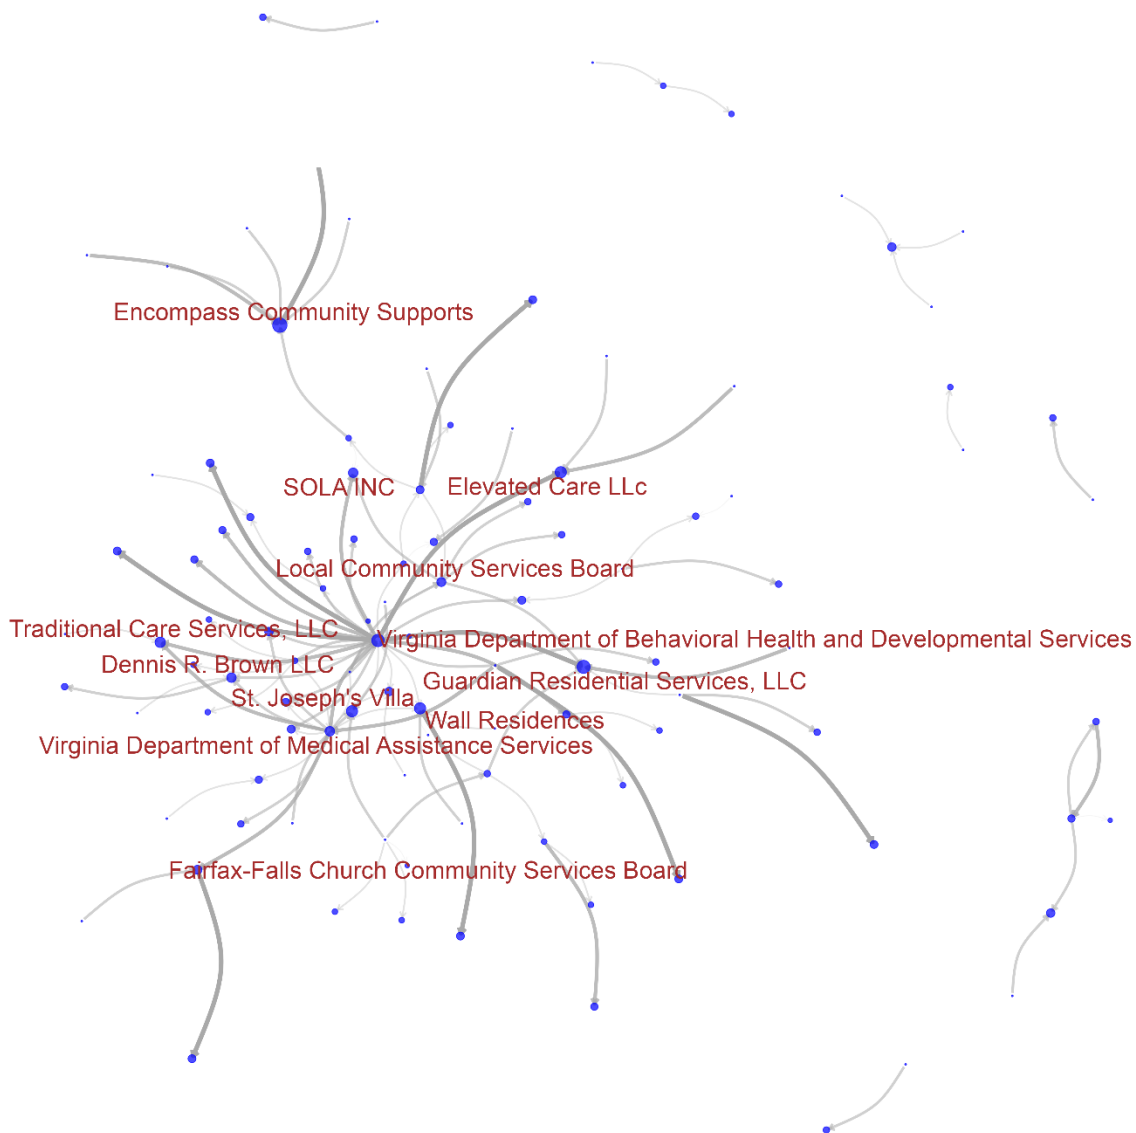 Encompass Community Supports
SOLA INC
Elevated Care LLc
Local Community Services Board
Traditional Care Services, LLC
Virginia Department of Behavioral Health and Developmental Services
Dennis R. Brown LLC
Guardian Residential Services, LLC
St. Joseph's Villa
Wall Residences
Virginia Department of Medical Assistance Services
Fairfax-Falls Church Community Services Board